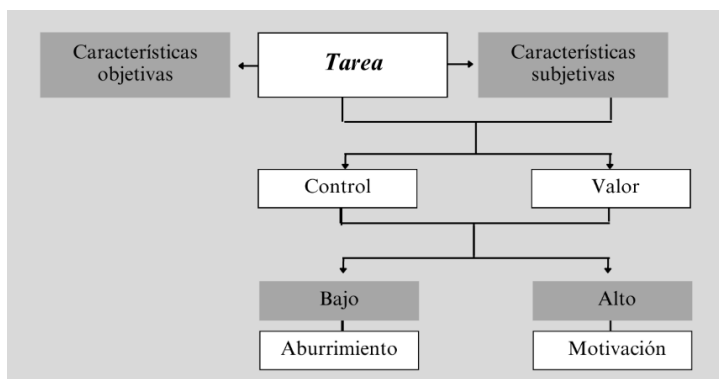 Características
objetivas
Tarea
Características
subjetivas
Control
Valor
Bajo
Alto
Aburrimiento
Motivación